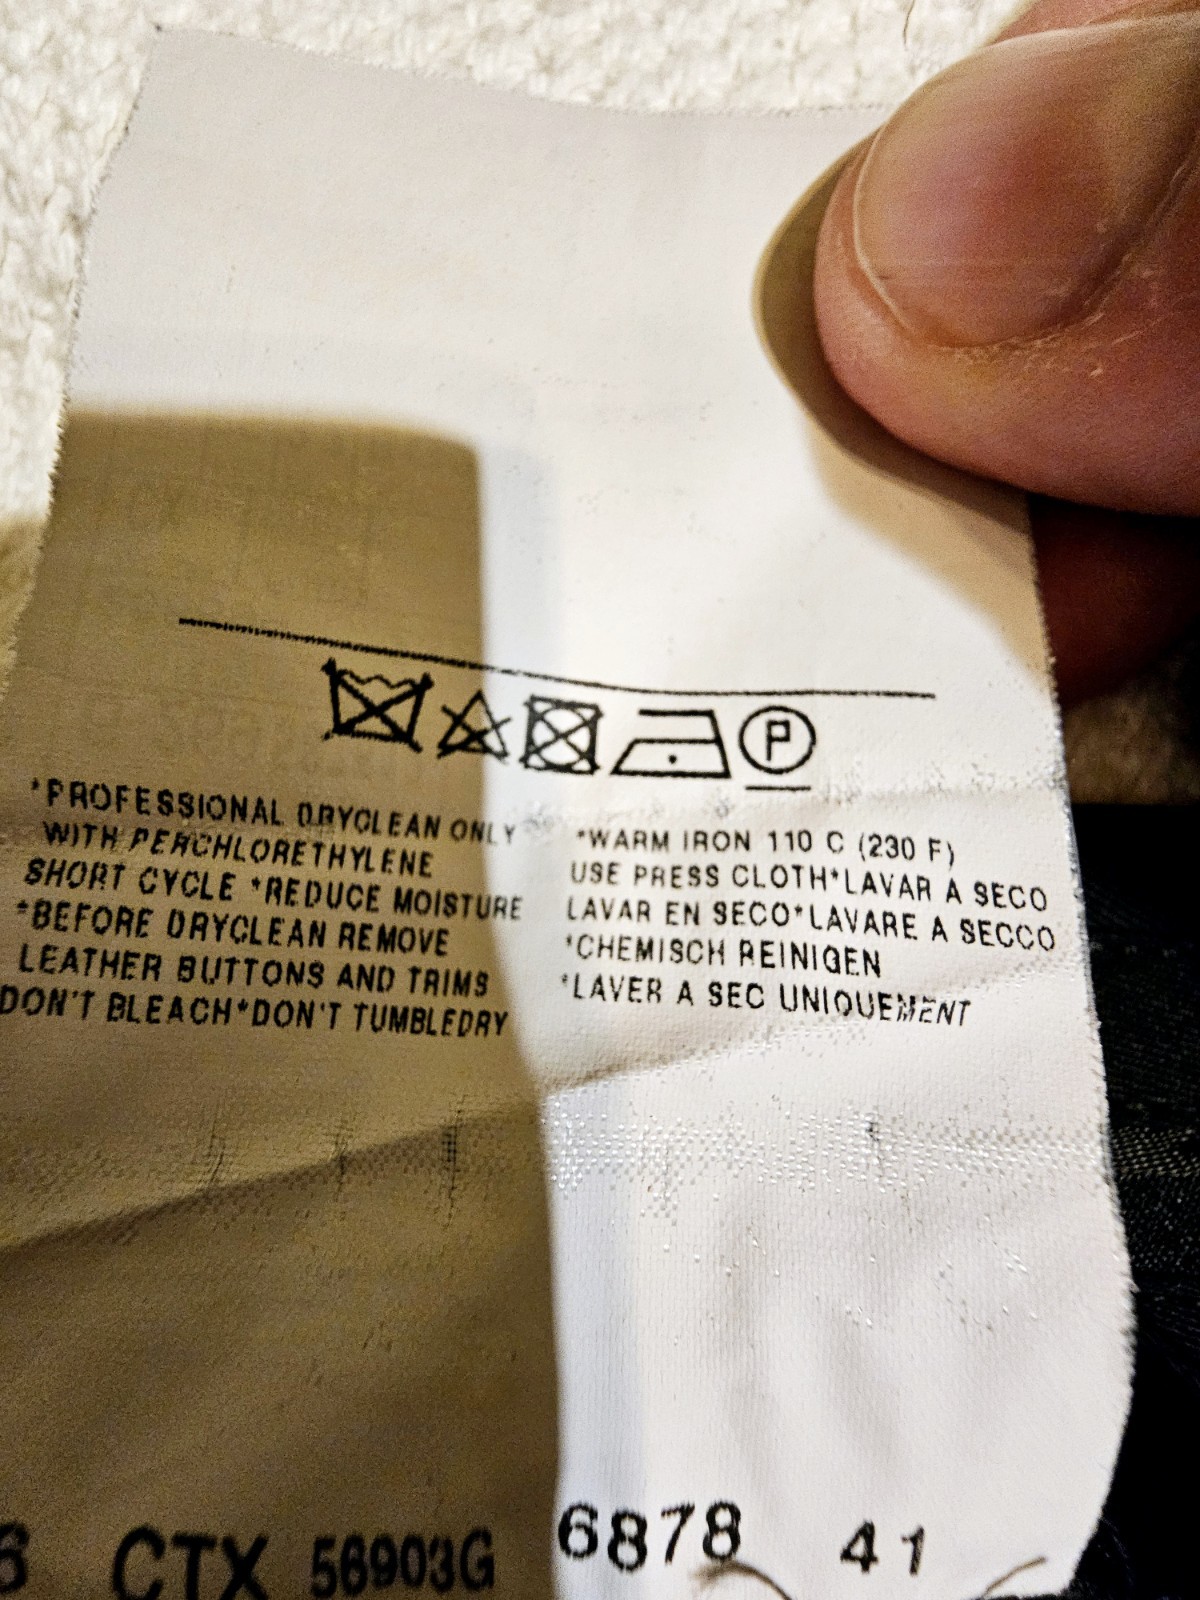 P
*PROFESSIONAL DRYCLEAN ONLY
WITH PERCHLORETHYLENE
SHORT CYCLE *REDUCE MOISTURE
*BEFORE DRYCLEAN REMOVE
LEATHER BUTTONS AND TRIMS
DON'T BLEACH*DON'T TUMBLEDRY
*WARM IRON 110 C (230 F)
USE PRESS CLOTH*LAVAR A SECO
LAVAR EN SECO*LAVARE A SECCO
*CHEMISCH REINIGEN
*LAVER A SEC UNIQUEMENT
6 CTX 56903G 6878 41